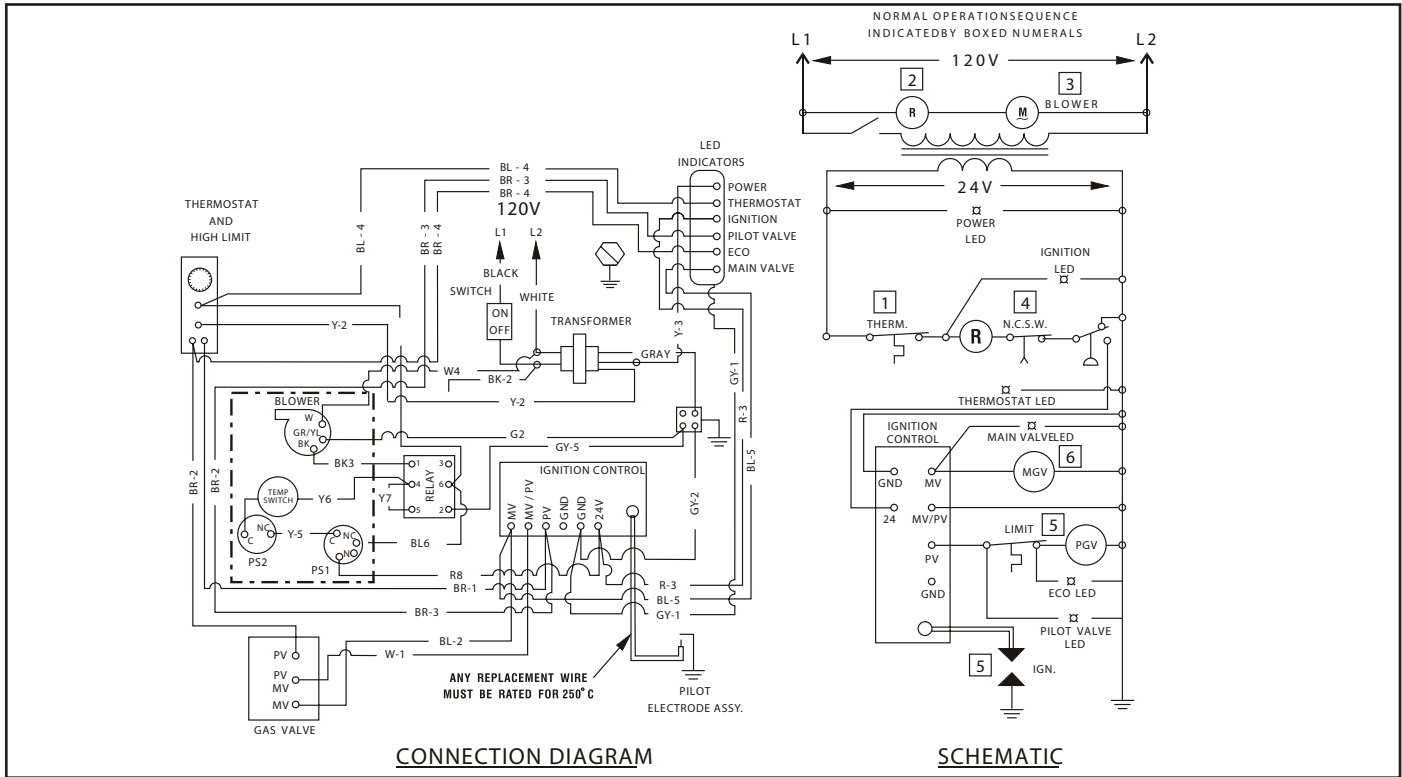 NORMAL OPERATIONSEQUENCE
INDICATEDBY BOXED NUMERALS
L1
L2
120V
2
3
BLOWER
R
M
~
24V
POWER
LED
IGNITION
LED
1
4
THERM.
R
N.C.S.W.
THERMOSTAT LED
IGNITION
CONTROL
MAIN VALVELED
GND
MV
MGV
6
24
MV/PV
LIMIT
5
PV
PGV
GND
ECO LED
PILOT VALVE
LED
5
IGN.
SCHEMATIC
LED
INDICATORS
POWER
THERMOSTAT
IGNITION
PILOT VALVE
ECO
MAIN VALVE
BL - 4
BR - 3
BR - 4
120V
THERMOSTAT
AND
HIGH LIMIT
BL - 4
BR - 3
BR - 4
L1
L2
BLACK
SWITCH
WHITE
ON
OFF
TRANSFORMER
Y-2
Y-3
GRAY
W4
BK-2
Y-2
GY-1
R-3
BL-5
BLOWER
W
GR/YL
BK
G2
GY-5
BK3
1
3
4
6
5
2
RELAY
IGNITION CONTROL
BR-2
BR-2
TEMP
SWITCH
Y6
Y7
GY-2
MV
MV / PV
PV
GND
GND
24V
C
NC
Y-5
C
NC
N
PS2
PS1
BL6
R8
BR-1
R-3
BL-5
GY-1
BR-3
BL-2
W-1
PV
PV
MV
MV
GAS VALVE
ANY REPLACEMENT WIRE
MUST BE RATED FOR 250°C
PILOT
ELECTRODE ASSY.
CONNECTION DIAGRAM